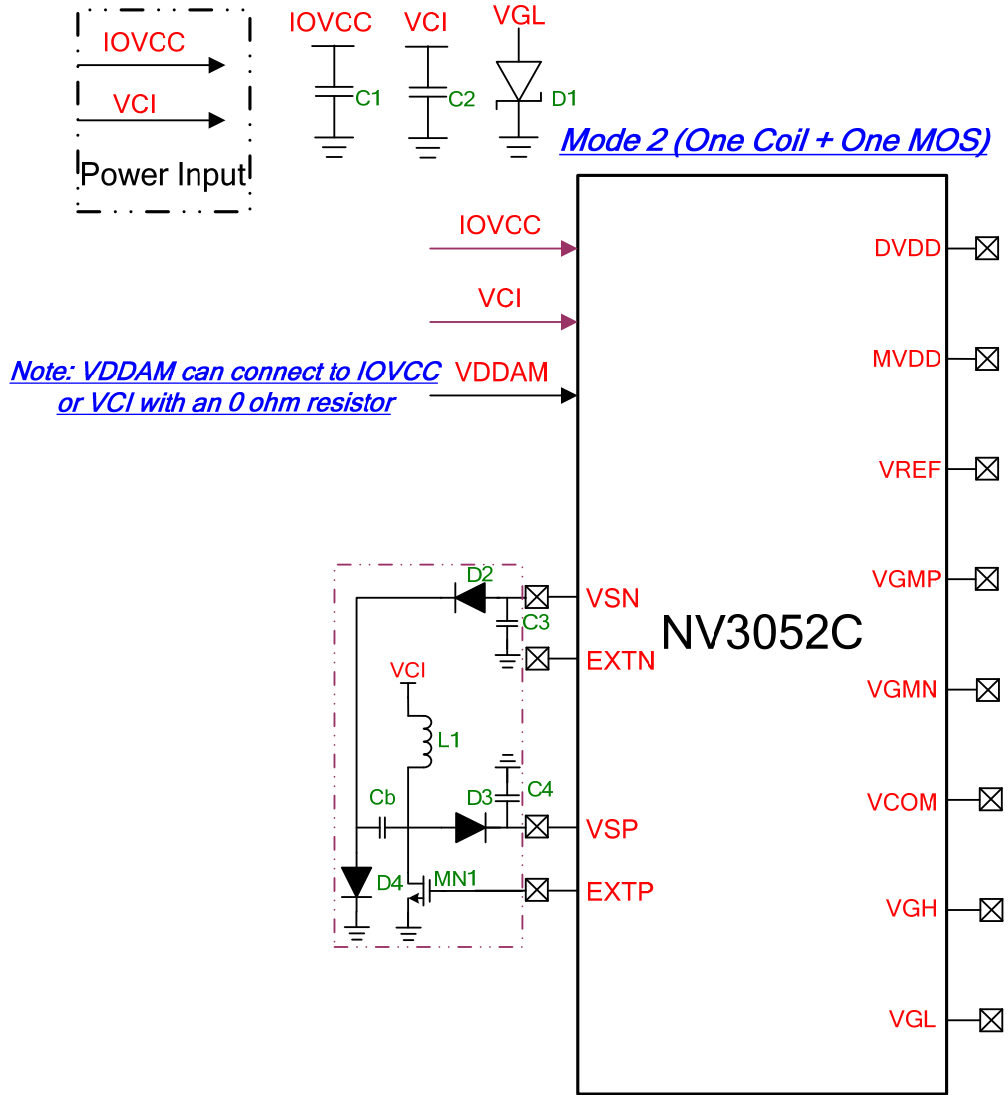 IOVCC
VCI
Power Input
IOVCC
C1
VCI
C2
VGL
D1
Mode 2 (One Coil + One MOS)
IOVCC
VCI
VDDAM
Note: VDDAM can connect to IOVCC
or VCI with an 0 ohm resistor
D2
C3
VCI
L1
Cb
D3
C4
D4
MN1
VSN
EXTN
VSP
EXTP
NV3052C
DVDD
MVDD
VREF
VGMP
VGMN
VCOM
VGH
VGL